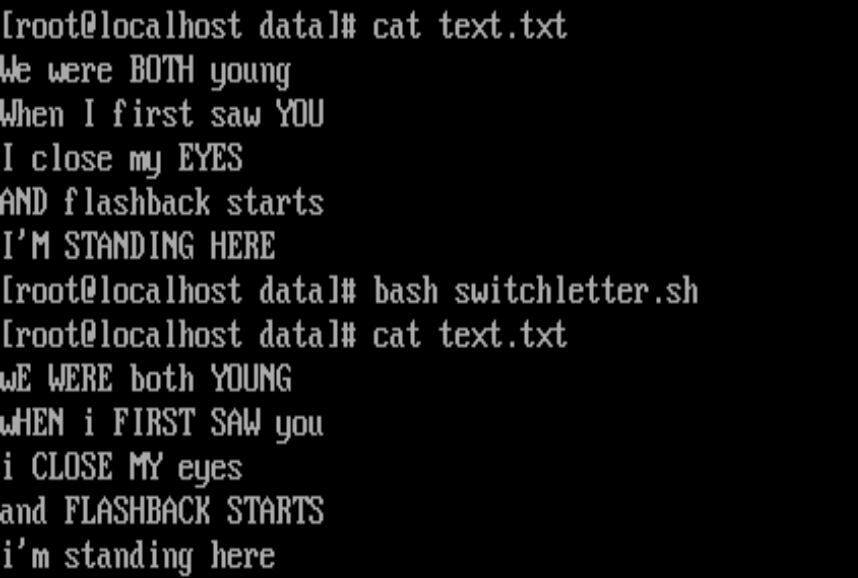 [root@localhost data]# cat text.txt
We were BOTH young
When I first saw YOU
I close my EYES
AND flashback starts
I'M STANDING HERE
[root@localhost data]# bash switchletter.sh
[root@localhost data]# cat text.txt
wE WERE both YOUNG
wHEN i FIRST SAW you
i CLOSE MY eyes
and FLASHBACK STARTS
i'm standing here